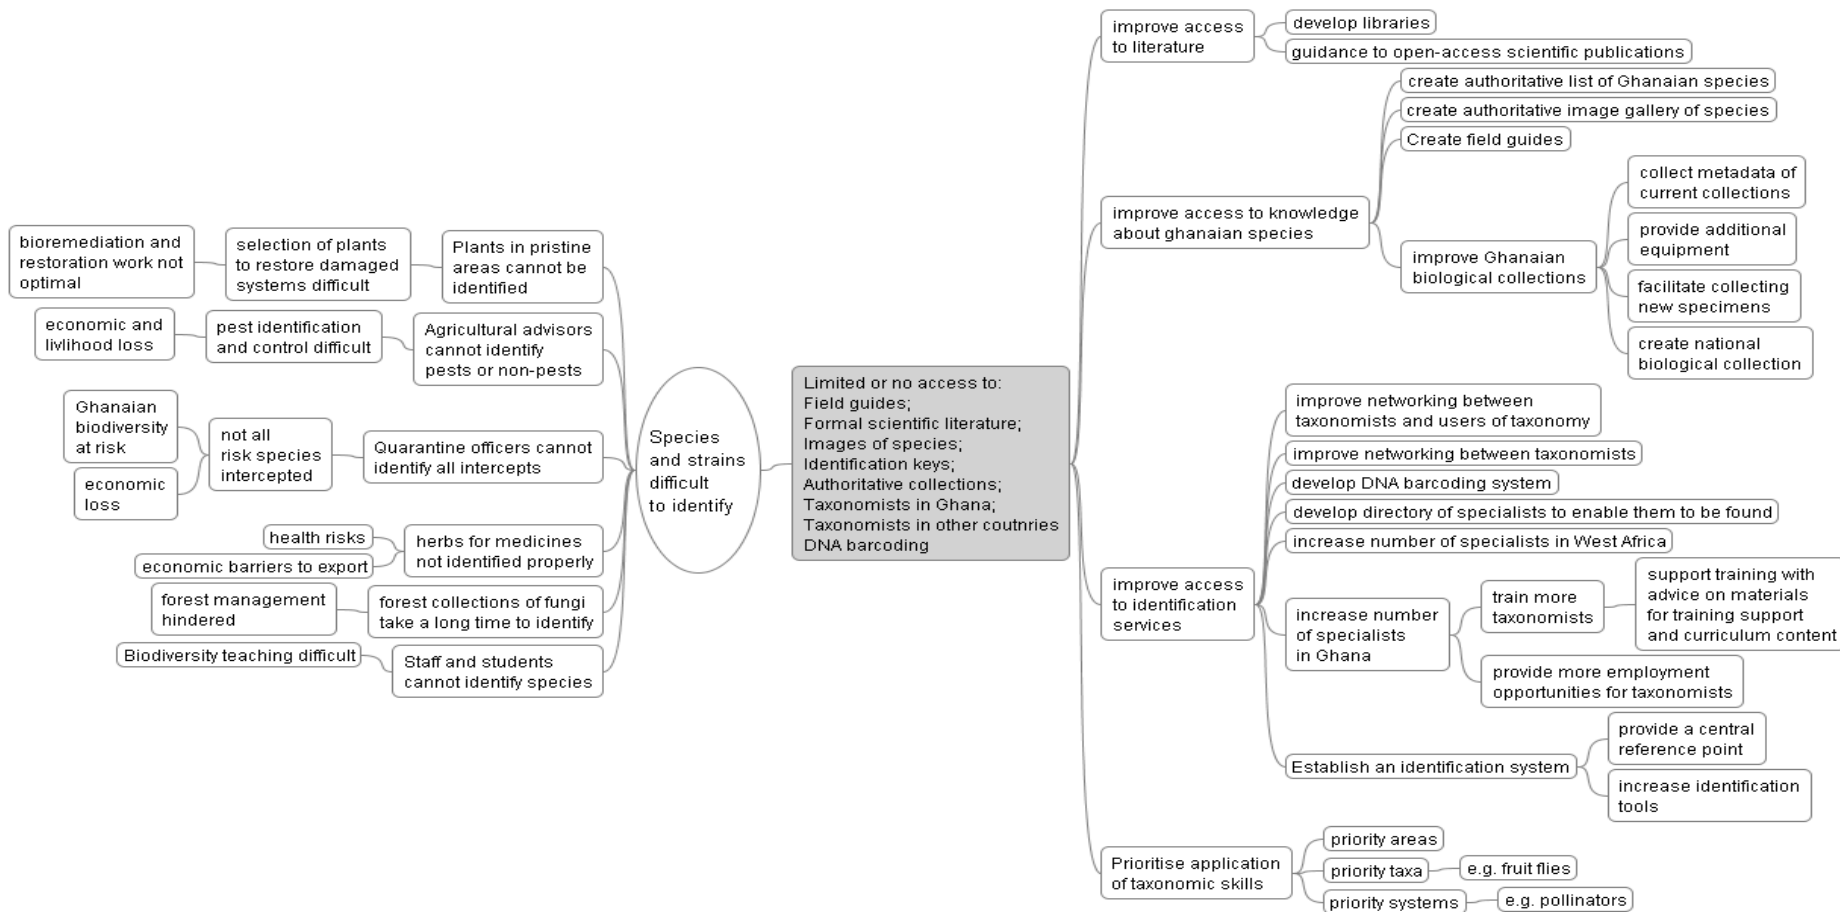 bioremediation and
restoration work not
optimal
selection of plants
to restore damaged
systems difficult
Plants in pristine
areas cannot be
identified
economic and
livlihood loss
pest identification
and control difficult
Agricultural advisors
cannot identify
pests or non-pests
Ghanaian
biodiversity
at risk
economic
loss
not all
risk species
intercepted
Quarantine officers cannot
identify all intercepts
health risks
economic barriers to export
herbs for medicines
not identified properly
forest management
hindered
forest collections of fungi
take a long time to identify
Biodiversity teaching difficult
Staff and students
cannot identify species
Species
and strains
difficult
to identify
Limited or no access to:
Field guides;
Formal scientific literature;
Images of species;
Identification keys;
Authoritative collections;
Taxonomists in Ghana;
Taxonomists in other coutnries
DNA barcoding
improve access
to literature
develop libraries
guidance to open-access scientific publications
improve access to knowledge
about ghanaian species
create authoritative list of Ghanaian species
create authoritative image gallery of species
Create field guides
improve Ghanaian
biological collections
collect metadata of
current collections
provide additional
equipment
facilitate collecting
new specimens
create national
biological collection
improve access
to identification
services
improve networking between
taxonomists and users of taxonomy
improve networking between taxonomists
develop DNA barcoding system
develop directory of specialists to enable them to be found
increase number of specialists in West Africa
increase number
of specialists
in Ghana
train more
taxonomists
support training with
advice on materials
for training support
and curriculum content
provide more employment
opportunities for taxonomists
Establish an identification system
provide a central
reference point
increase identification
tools
Prioritise application
of taxonomic skills
priority areas
priority taxa
e.g. fruit flies
priority systems
e.g. pollinators